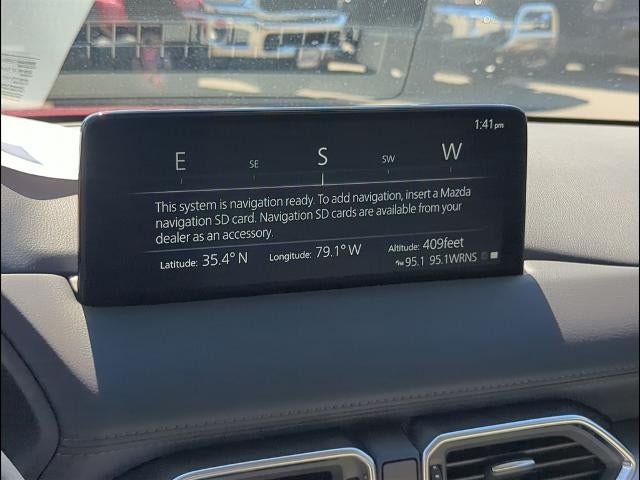 1:41pm
E SE S SW W
This system is navigation ready. To add navigation, insert a Mazda
navigation SD card. Navigation SD cards are available from your
dealer as an accessory.
Latitude: 35.4° N Longitude: 79.1° W Altitude: 409feet
FM 95.1 95.1WRNS